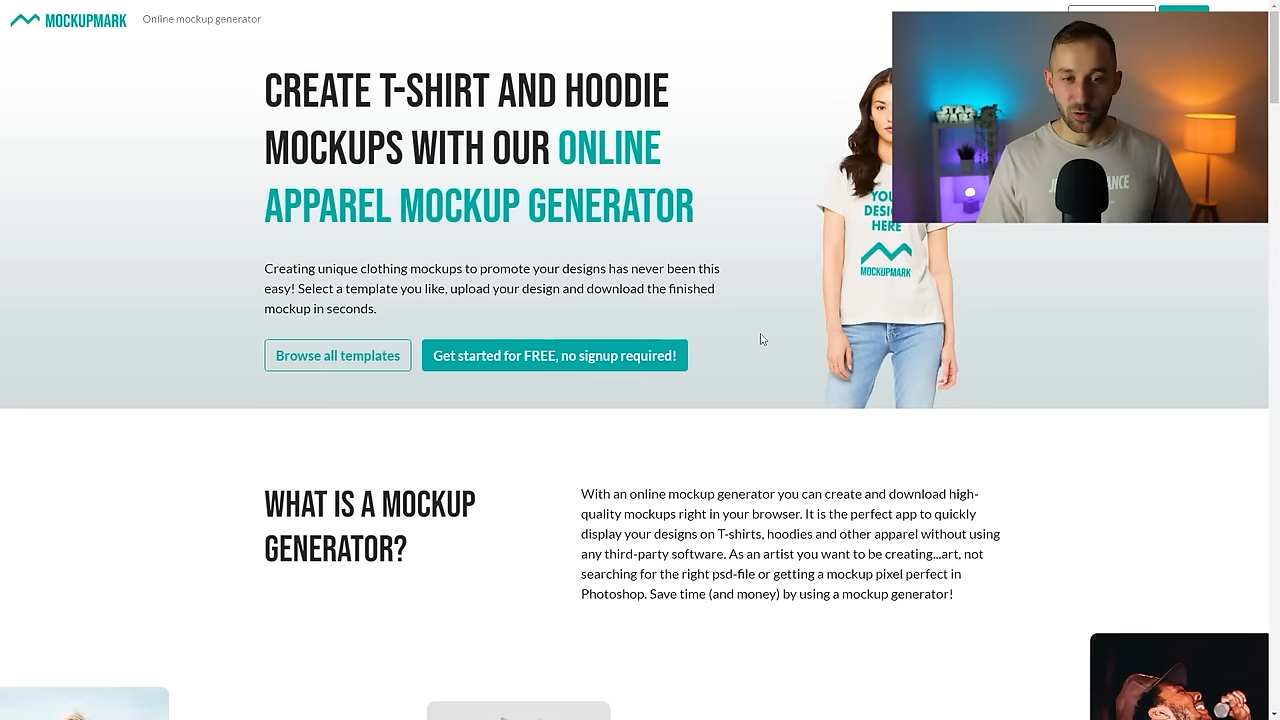 MOCKUPMARK
Online mockup generator
CREATE T-SHIRT AND HOODIE
MOCKUPS WITH OUR ONLINE
APPAREL MOCKUP GENERATOR
Creating unique clothing mockups to promote your designs has never been this
easy! Select a template you like, upload your design and download the finished
mockup in seconds.
Browse all templates
Get started for FREE, no signup required!
HERE
MOCKUPMARK
STAR
WARS
WHAT IS A MOCKUP
GENERATOR?
With an online mockup generator you can create and download high-
quality mockups right in your browser. It is the perfect app to quickly
display your designs on T-shirts, hoodies and other apparel without using
any third-party software. As an artist you want to be creating...art, not
searching for the right psd-file or getting a mockup pixel perfect in
Photoshop. Save time (and money) by using a mockup generator!